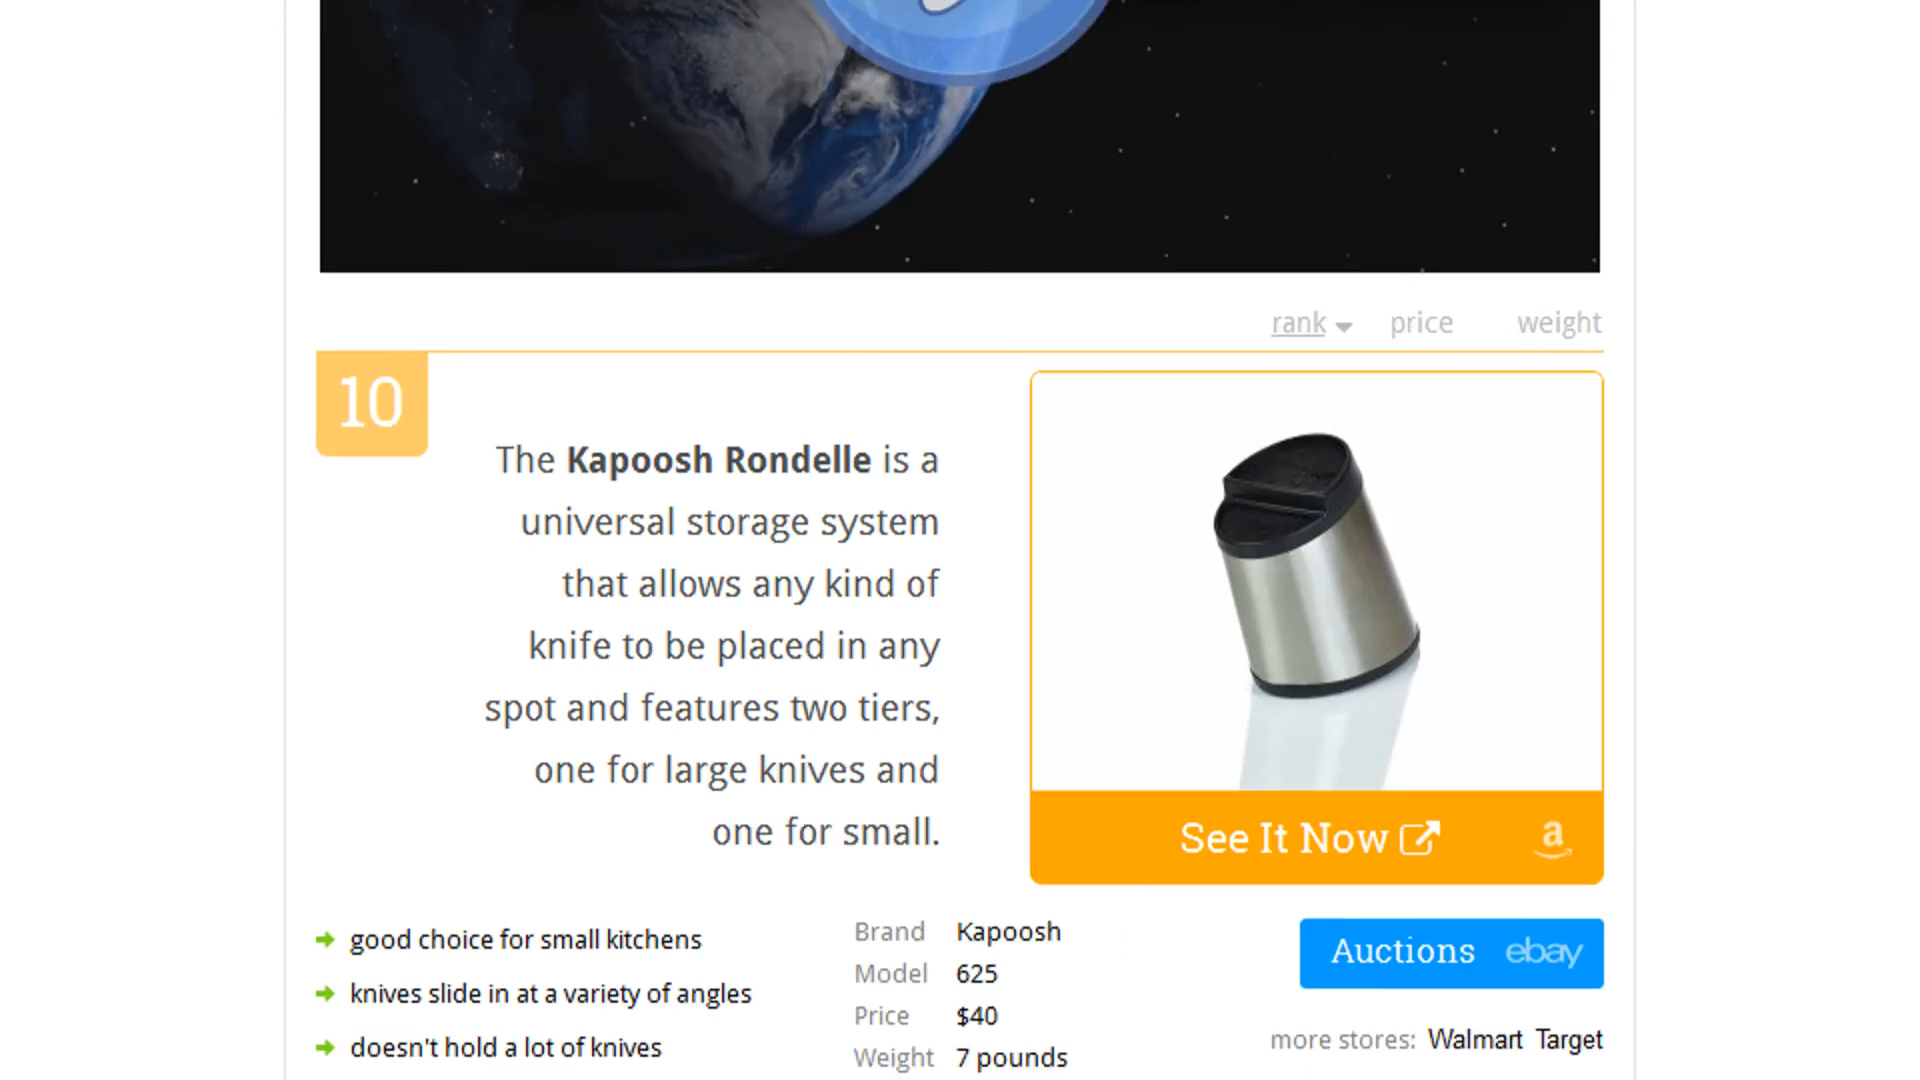 rank price weight
10
The Kapoosh Rondelle is a
universal storage system
that allows any kind of
knife to be placed in any
spot and features two tiers,
one for large knives and
one for small.
See It Now a
good choice for small kitchens
knives slide in at a variety of angles
doesn't hold a lot of knives
Brand Kapoosh
Model 625
Price $40
Weight 7 pounds
Auctions ebay
more stores: Walmart Target